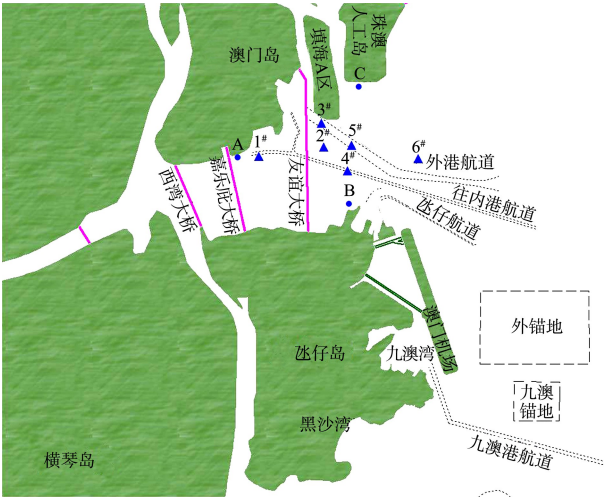 澳门岛
填海A区
珠澳
人工岛
C
3#
2#
5#
6#
A
1#
4#
外港航道
西湾大桥
嘉乐庇大桥
友谊大桥
往内港航道
B
氹仔航道
外锚地
澳门机场
氹仔岛
九澳湾
九澳
锚地
黑沙湾
九澳港航道
横琴岛